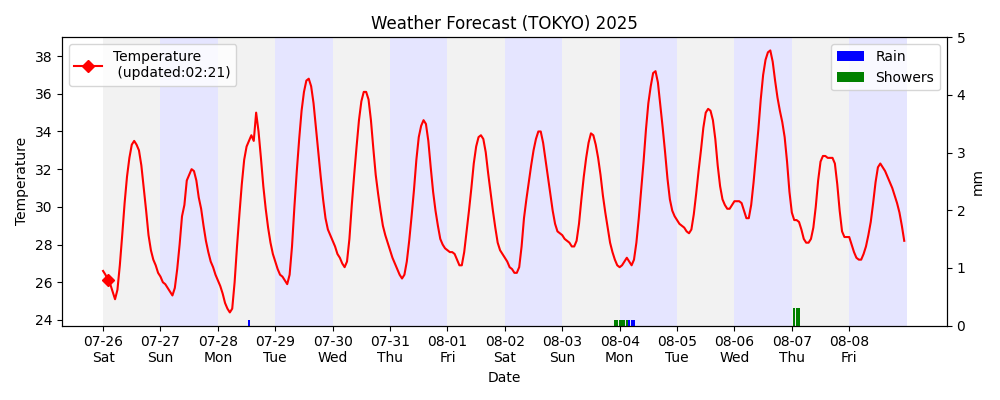 Weather Forecast (TOKYO) 2025
Temperature
(updated:02:21)
Rain
Showers
38
36
34
32
30
28
26
24
Temperature
5
4
3
2
1
0
mm
07-26 07-27 07-28 07-29 07-30 07-31 08-01 08-02 08-03 08-04 08-05 08-06 08-07 08-08
Sat Sun Mon Tue Wed Thu Fri Sat Sun Mon Tue Wed Thu Fri
Date